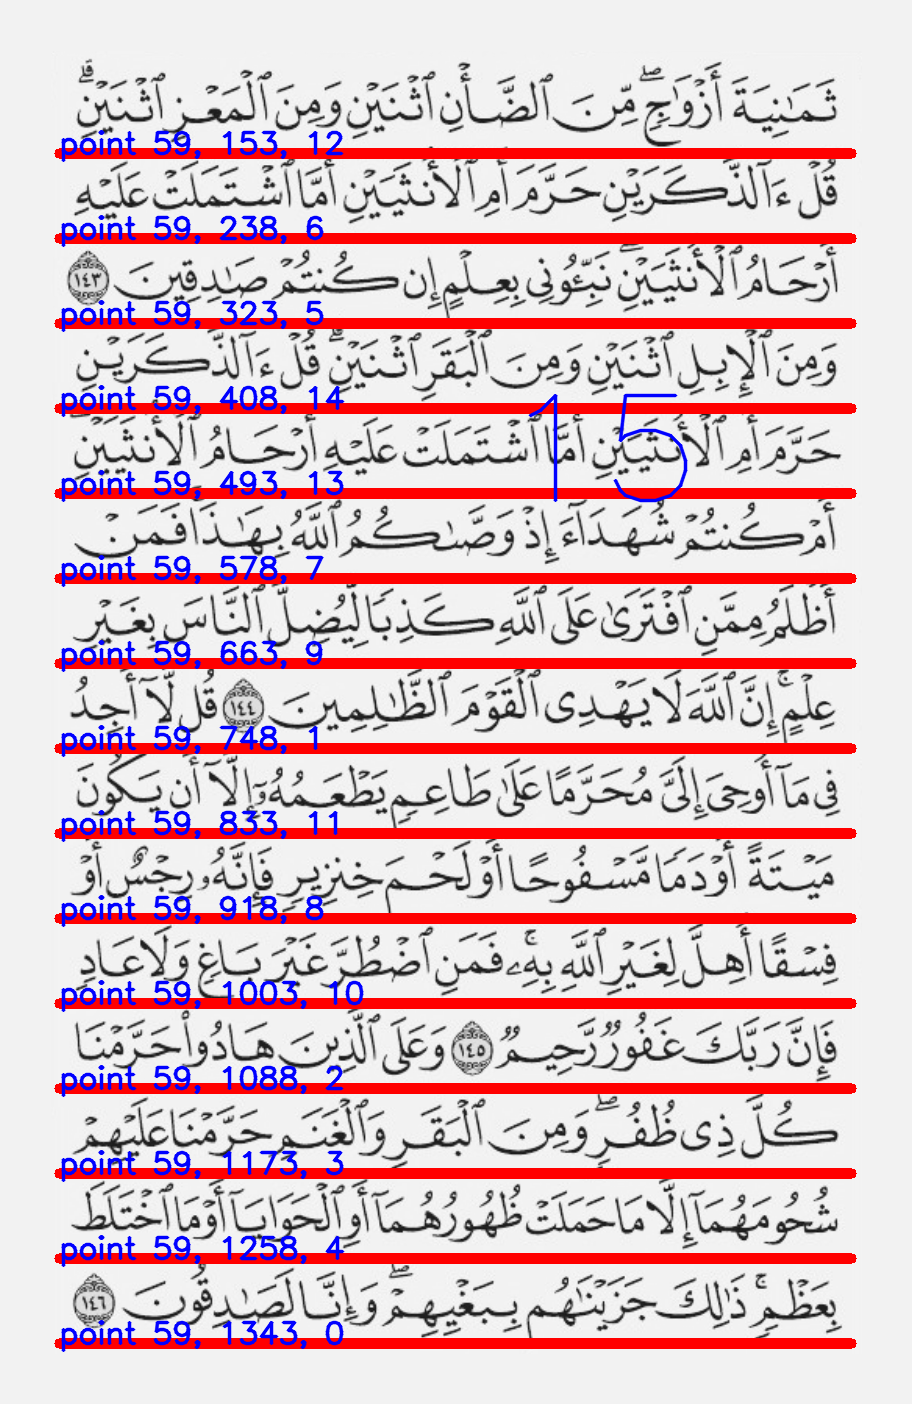 ثَمَٰنِيَةَ أَزْوَٰجٍۖ مِّنَ ٱلضَّأْنِ ٱثْنَيْنِ وَمِنَ ٱلْمَعْزِ ٱثْنَيْنِۗ
point 59, 153, 12
قُلْ ءَآلذَّكَرَيْنِ حَرَّمَ أَمِ ٱلْأُنثَيَيْنِ أَمَّا ٱشْتَمَلَتْ عَلَيْهِ
point 59, 238, 6
أَرْحَامُ ٱلْأُنثَيَيْنِۖ نَبِّـُٔونِى بِعِلْمٍ إِن كُنتُمْ صَٰدِقِينَ ١٤٣
point 59, 323, 5
وَمِنَ ٱلْإِبِلِ ٱثْنَيْنِ وَمِنَ ٱلْبَقَرِ ٱثْنَيْنِۗ قُلْ ءَآلذَّكَرَيْنِ
point 59, 408, 14
15
حَرَّمَ أَمِ ٱلْأُنثَيَيْنِ أَمَّا ٱشْتَمَلَتْ عَلَيْهِ أَرْحَامُ ٱلْأُنثَيَيْنِۖ
point 59, 493, 13
أَمْ كُنتُمْ شُهَدَآءَ إِذْ وَصَّىٰكُمُ ٱللَّهُ بِهَٰذَا فَمَنْ
point 59, 578, 7
أَظْلَمُ مِمَّنِ ٱفْتَرَىٰ عَلَى ٱللَّهِ كَذِبًا لِّيُضِلَّ ٱلنَّاسَ بِغَيْرِ
point 59, 663, 9
عِلْمٍۚ إِنَّ ٱللَّهَ لَا يَهْدِى ٱلْقَوْمَ ٱلظَّٰلِمِينَ ١٤٤ قُل لَّآ أَجِدُ
point 59, 748, 1
فِى مَآ أُوحِىَ إِلَىَّ مُحَرَّمًا عَلَىٰ طَاعِمٍ يَطْعَمُهُۥٓ إِلَّآ أَن يَكُونَ
point 59, 833, 11
مَيْتَةً أَوْ دَمًا مَّسْفُوحًا أَوْ لَحْمَ خِنزِيرٍ فَإِنَّهُۥ رِجْسٌ أَوْ
point 59, 918, 8
فِسْقًا أُهِلَّ لِغَيْرِ ٱللَّهِ بِهِۦۚ فَمَنِ ٱضْطُرَّ غَيْرَ بَاغٍ وَلَا عَادٍ
point 59, 1003, 10
فَإِنَّ رَبَّكَ غَفُورٌ رَّحِيمٌ ١٤٥ وَعَلَى ٱلَّذِينَ هَادُوا۟ حَرَّمْنَا
point 59, 1088, 2
كُلَّ ذِى ظُفُرٍۖ وَمِنَ ٱلْبَقَرِ وَٱلْغَنَمِ حَرَّمْنَا عَلَيْهِمْ
point 59, 1173, 3
شُحُومَهُمَآ إِلَّا مَا حَمَلَتْ ظُهُورُهُمَآ أَوِ ٱلْحَوَايَآ أَوْ مَا ٱخْتَلَطَ
point 59, 1258, 4
بِعَظْمٍۚ ذَٰلِكَ جَزَيْنَٰهُم بِبَغْيِهِمْۖ وَإِنَّا لَصَٰدِقُونَ ١٤٦
point 59, 1343, 0